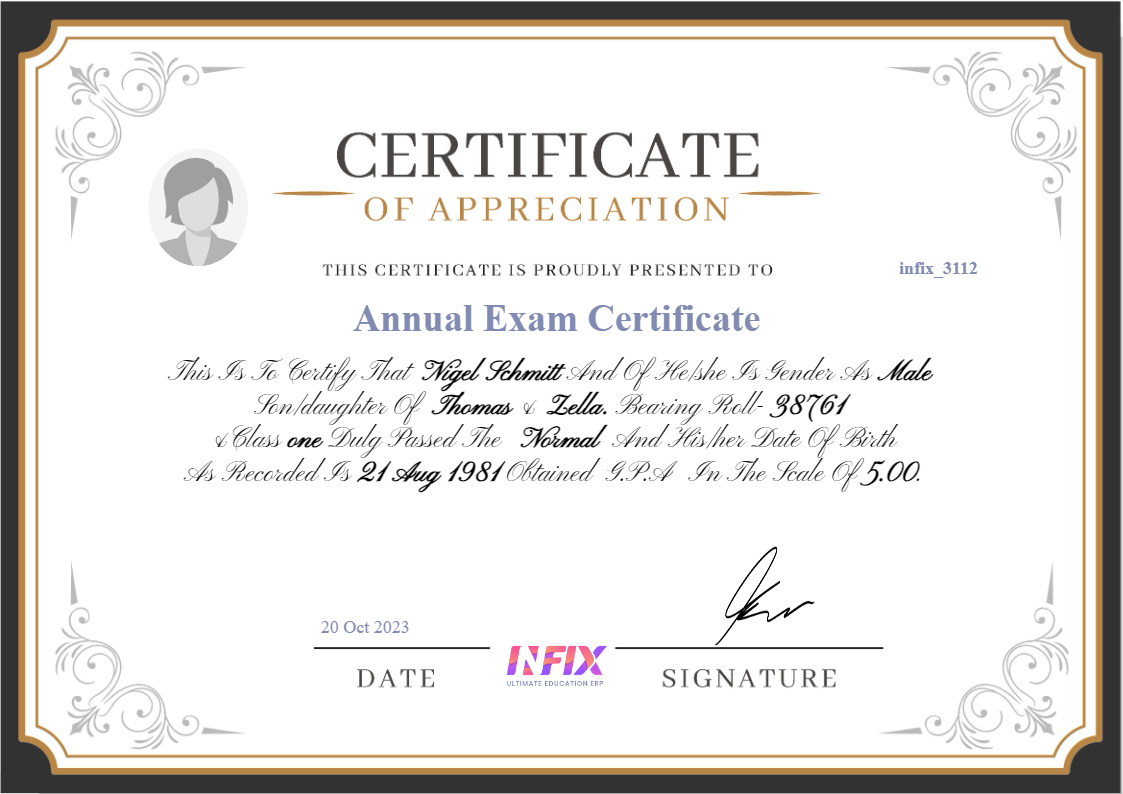 CERTIFICATE
OF APPRECIATION
THIS CERTIFICATE IS PROUDLY PRESENTED TO
infix_3112
Annual Exam Certificate
This Is To Certify That Nigel Schmitt And Of He/she Is Gender As Male
Son/daughter Of Thomas & Zella. Bearing Roll- 38761
& Class one Dulg Passed The Normal And His/her Date Of Birth
As Recorded Is 21 Aug 1981 Obtained G.P.A In The Scale Of 5.00.
20 Oct 2023
DATE
INFIX
ULTIMATE EDUCATION ERP
SIGNATURE